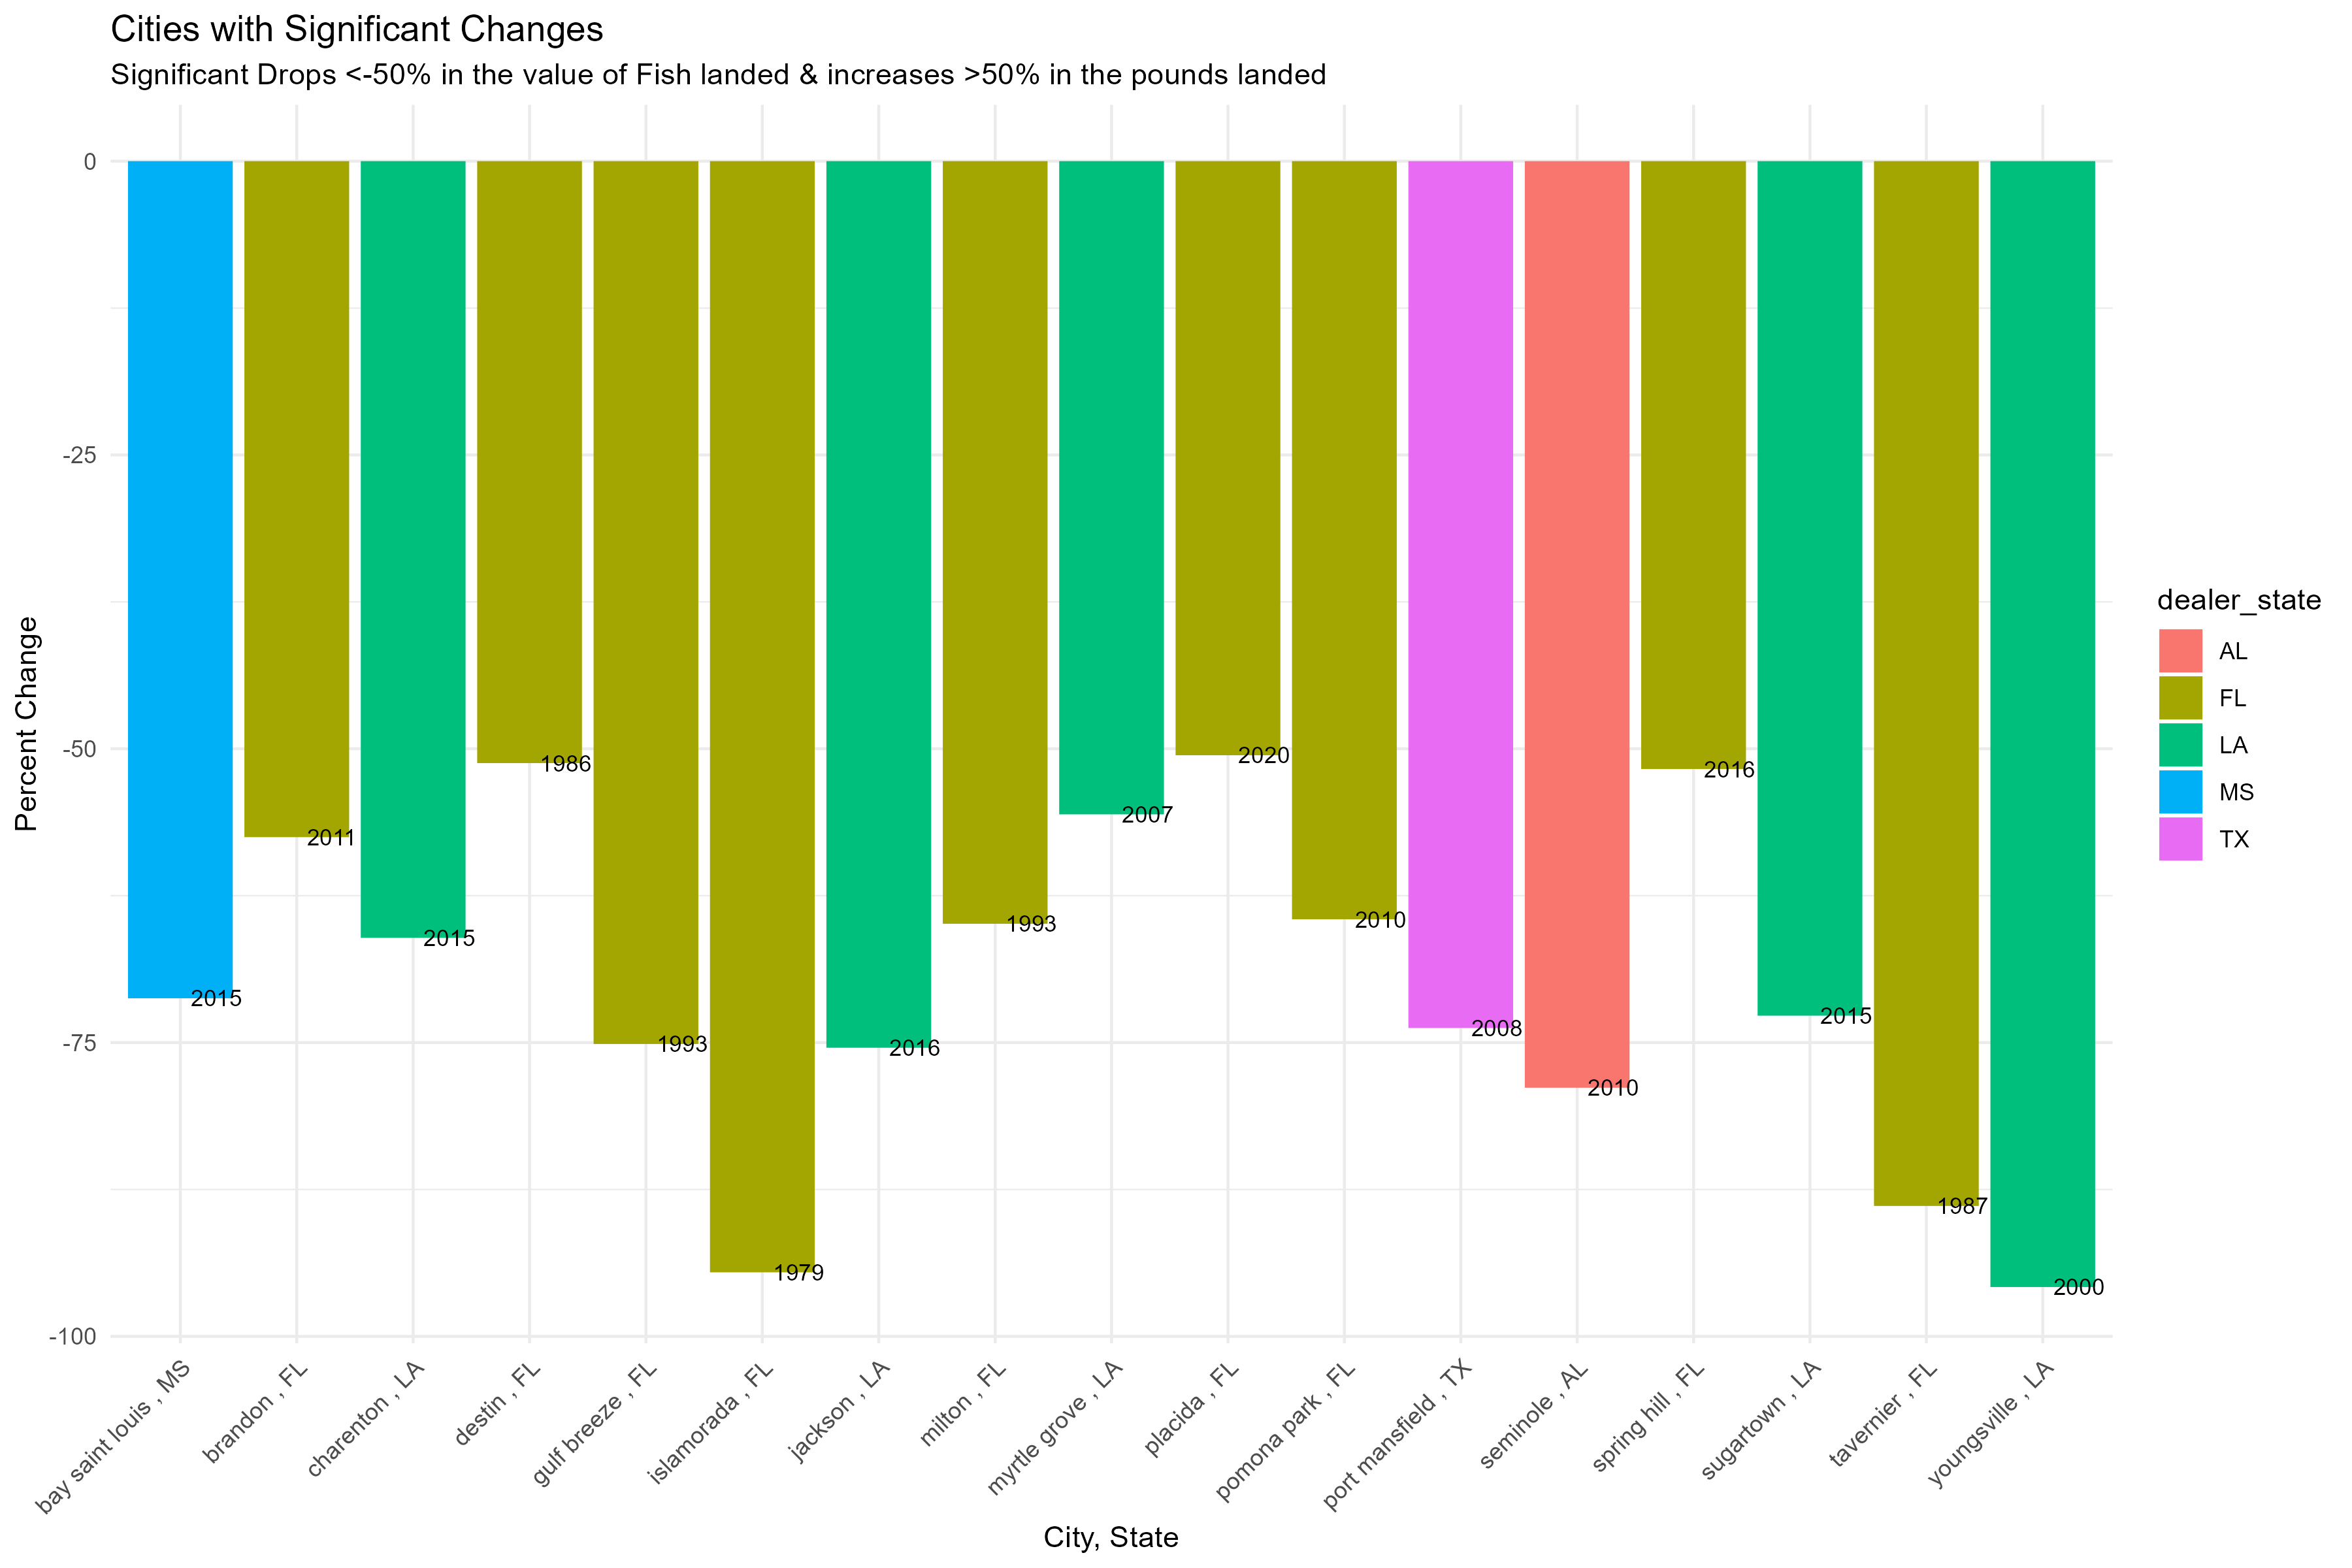 Cities with Significant Changes
Significant Drops <-50% in the value of Fish landed & increases >50% in the pounds landed
Percent Change
0
-25
-50
-75
-100
2015
2011
2015
1986
1993
1979
2016
1993
2007
2020
2010
2008
2010
2016
2015
1987
2000
bay saint louis , MS
brandon , FL
charenton , LA
destin , FL
gulf breeze , FL
islamorada , FL
jackson , LA
milton , FL
myrtle grove , LA
placida , FL
pomona park , FL
port mansfield , TX
seminole , AL
spring hill , FL
sugartown , LA
tavernier , FL
youngsville , LA
City, State
dealer_state
AL
FL
LA
MS
TX